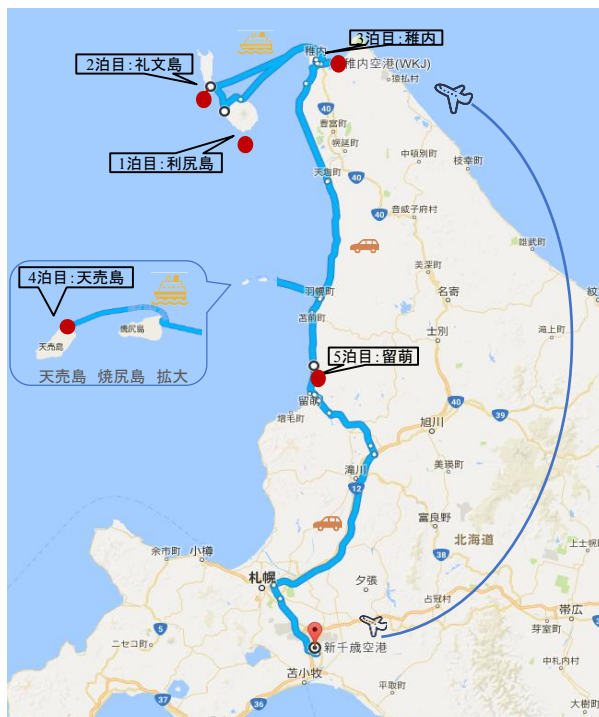 3泊目：稚内
稚内
稚内空港(WKJ)
2泊目：礼文島
猿払村
40
豊富町
幌延町
1泊目：利尻島
中頓別町
枝幸町
天塩町
40
40
音威子府村
雄武町
美深町
4泊目：天売島
羽幌町
名寄
紋
苫前町
士別
滝上町
天売島
焼尻島
5泊目：留萌
天売島 焼尻島 拡大
留萌
増毛町
40
旭川
39
美瑛町
滝川
12
富良野
北海道
38
上士幌
余市町
小樽
札幌
夕張
占冠村
帯広
5
芽室町
ニセコ町
新千歳空港
中札内村
苫小牧
平取町
37
36
大樹町